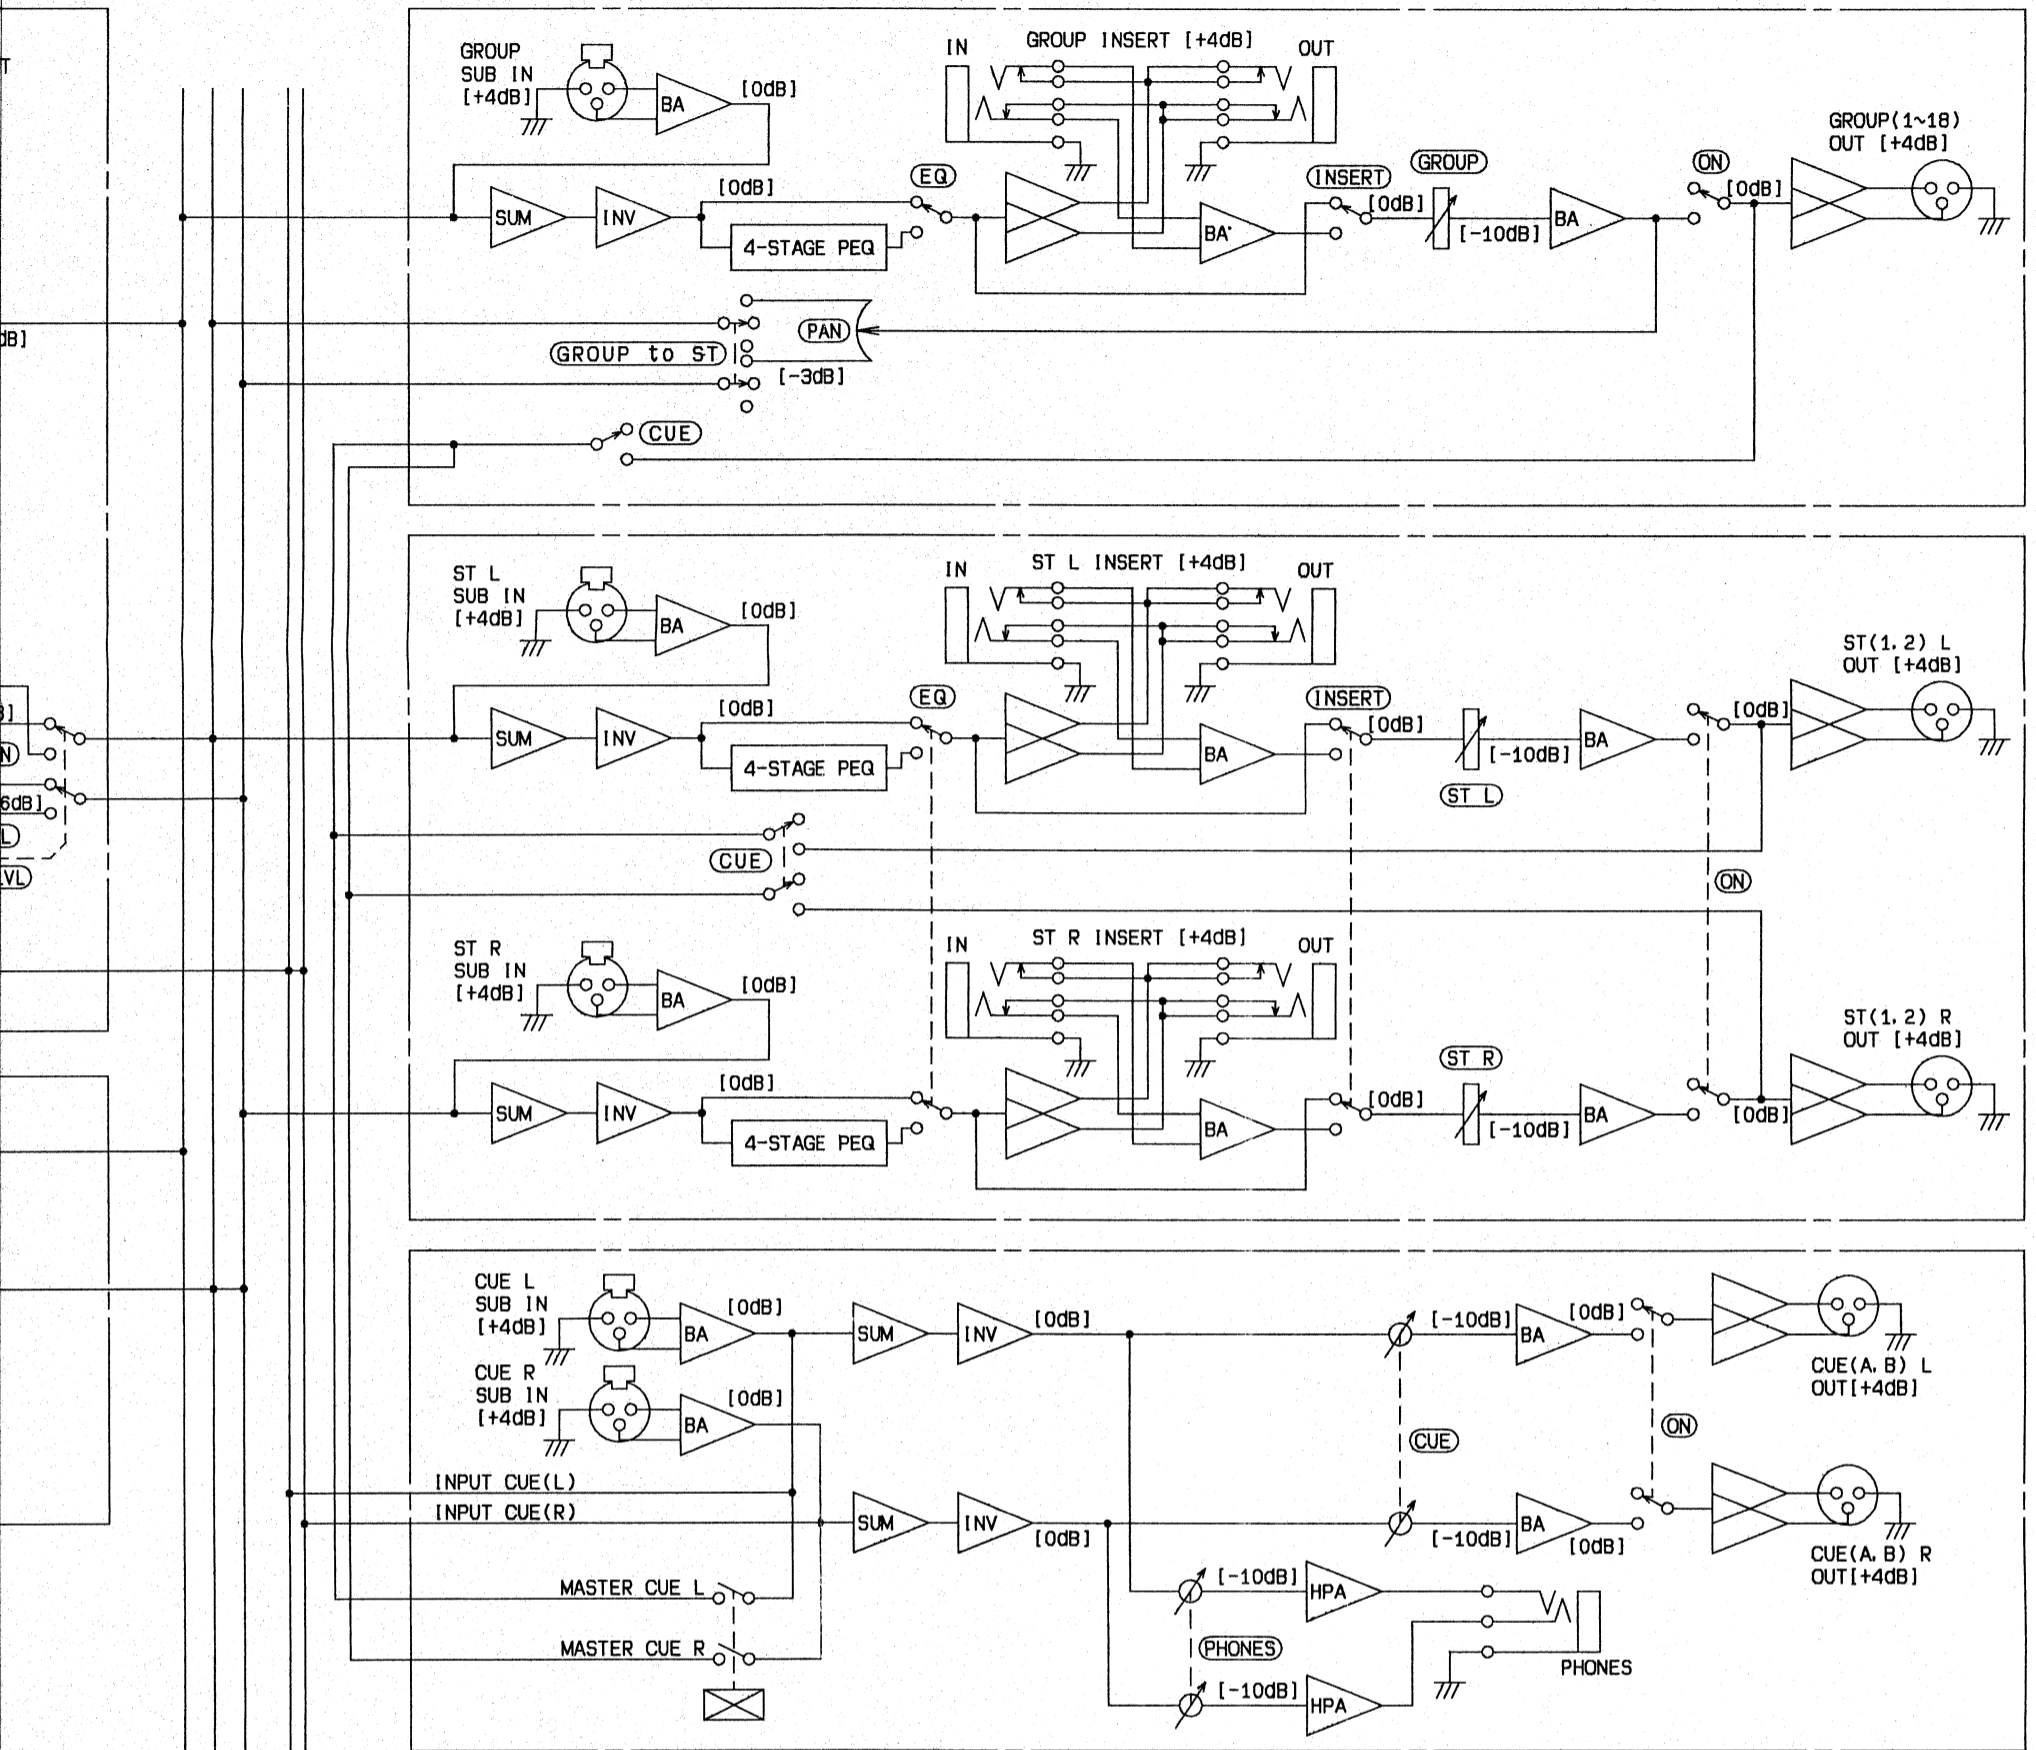 T
dB]
B]
N
6dB]
L
VL
GROUP
SUB IN
[+4dB]
BA
[0dB]
IN
GROUP INSERT [+4dB]
OUT
GROUP(1~18)
OUT [+4dB]
SUM
INV
[0dB]
4-STAGE PEQ
EQ
BA
INSERT
[0dB]
GROUP
[-10dB]
BA
ON
[0dB]
PAN
GROUP to ST
[-3dB]
CUE
ST L
SUB IN
[+4dB]
BA
[0dB]
IN
ST L INSERT [+4dB]
OUT
ST(1,2) L
OUT [+4dB]
SUM
INV
[0dB]
4-STAGE PEQ
EQ
BA
INSERT
[0dB]
ST L
[-10dB]
BA
[0dB]
CUE
ON
ST R
SUB IN
[+4dB]
BA
[0dB]
IN
ST R INSERT [+4dB]
OUT
ST(1,2) R
OUT [+4dB]
SUM
INV
[0dB]
4-STAGE PEQ
BA
[0dB]
ST R
[-10dB]
BA
[0dB]
CUE L
SUB IN
[+4dB]
BA
[0dB]
SUM
INV
[0dB]
[-10dB]
BA
[0dB]
CUE(A,B) L
OUT[+4dB]
CUE R
SUB IN
[+4dB]
BA
[0dB]
CUE
ON
INPUT CUE(L)
INPUT CUE(R)
SUM
INV
[0dB]
[-10dB]
BA
[0dB]
CUE(A,B) R
OUT[+4dB]
MASTER CUE L
MASTER CUE R
[-10dB]
HPA
PHONES
[-10dB]
HPA
PHONES